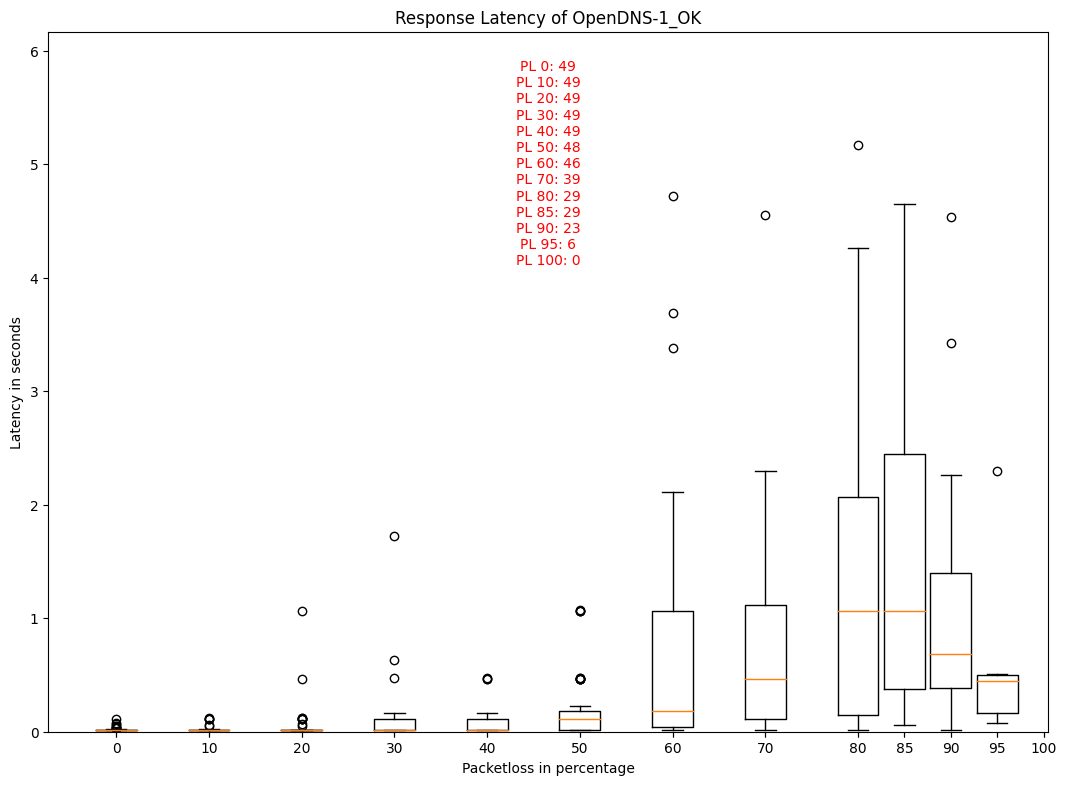 Response Latency of OpenDNS-1_OK
6
5
4
3
2
1
0
Latency in seconds
PL 0: 49
PL 10: 49
PL 20: 49
PL 30: 49
PL 40: 49
PL 50: 48
PL 60: 46
PL 70: 39
PL 80: 29
PL 85: 29
PL 90: 23
PL 95: 6
PL 100: 0
0 10 20 30 40 50 60 70 80 85 90 95 100
Packetloss in percentage